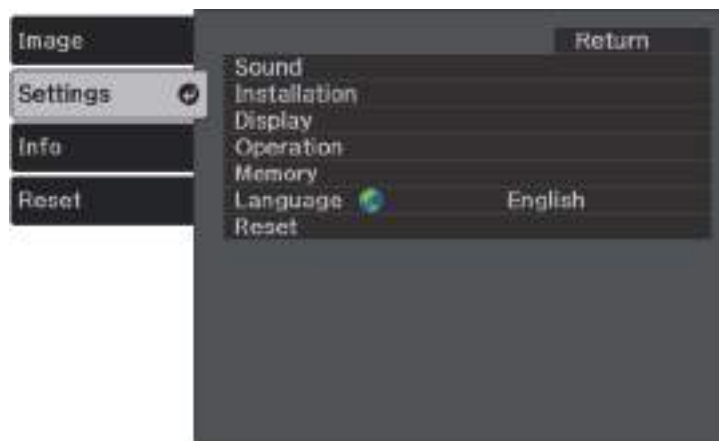 Image
Settings
Info
Reset
Return
Sound
Installation
Display
Operation
Memory
Language English
Reset